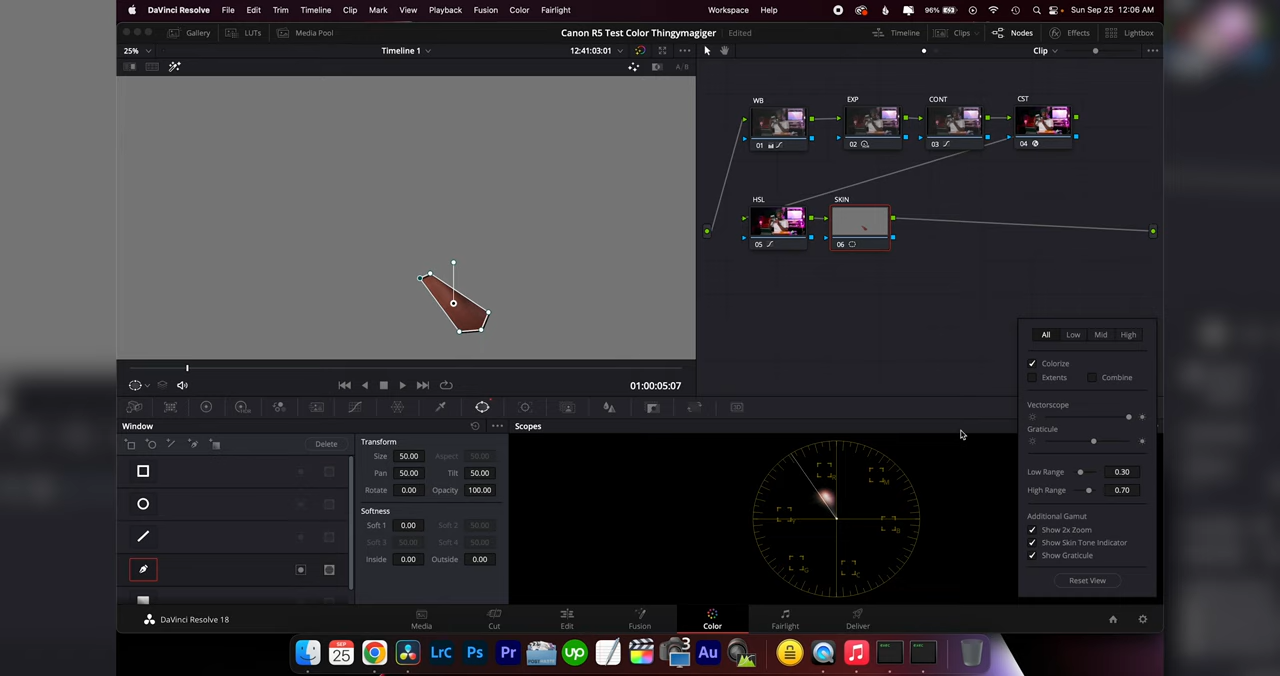 DaVinci Resolve File Edit Trim Timeline Clip Mark View Playback Fusion Color Fairlight Workspace Help 96% Sun Sep 25 12:06 AM
Gallery LUTs Media Pool Canon R5 Test Color Thingymagiger Edited Timeline Clips Nodes Effects Lightbox
25% Timeline 1 12:41:03:01 Clip
A/B
WB EXP CONT CST
01 02 03 04
HSL SKIN
05 06
All Low Mid High
Colorize
Extents Combine
01:00:05:07
Vectorscope
Graticule
Low Range 0.30
High Range 0.70
Additional Gamut
Show 2x Zoom
Show Skin Tone Indicator
Show Graticule
Reset View
Window Scopes
Delete
Transform
Size 50.00 Aspect 50.00
Pan 50.00 Tilt 50.00
Rotate 0.00 Opacity 100.00
Softness
Soft 1 0.00 Soft 2 50.00
Soft 3 50.00 Soft 4 50.00
Inside 0.00 Outside 0.00
R M
Y B
G C
DaVinci Resolve 18
Media Cut Edit Fusion Color Fairlight Deliver
SEP
25 LrC Ps Pr up 3 Au